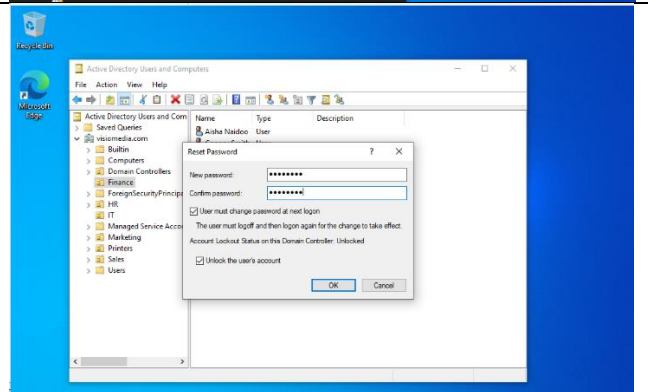 Recycle Bin
Microsoft Edge
Active Directory Users and Computers
File Action View Help
Active Directory Users and Com
Saved Queries
visiomedia.com
Builtin
Computers
Domain Controllers
Finance
ForeignSecurityPrincipa
HR
IT
Managed Service Acco
Marketing
Printers
Sales
Users
Name Type Description
Aisha Naidoo User
Reset Password ? ×
New password: ••••••••
Confirm password: ••••••••
User must change password at next logon
The user must logoff and then logon again for the change to take effect.
Account Lockout Status on this Domain Controller: Unlocked
Unlock the user's account
OK Cancel